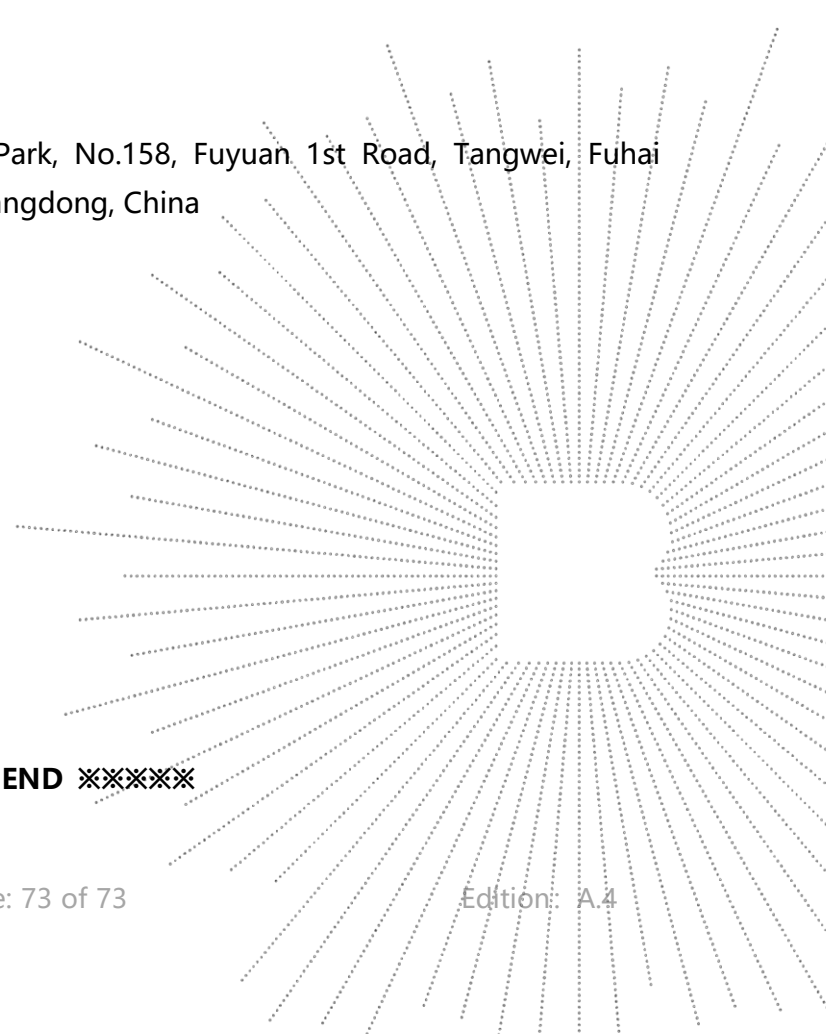 Park, No.158, Fuyuan 1st Road, Tangwei, Fuhai
ngdong, China
END ※※※※※
e: 73 of 73 Edition: A.4